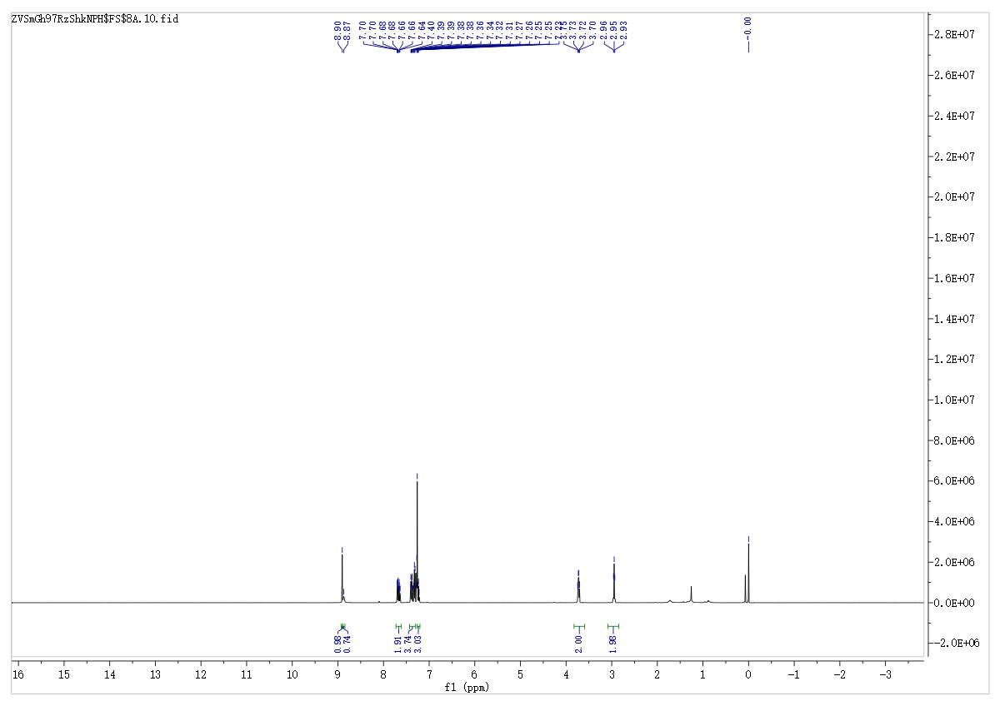 ZVSmGh97RzShkNPH$FS$8A.10.fid
8.90
8.87
7.70
7.70
7.68
7.68
7.66
7.66
7.64
7.40
7.39
7.39
7.38
7.38
7.36
7.34
7.32
7.31
7.27
7.26
7.25
7.25
7.23
3.75
3.73
3.72
3.70
2.96
2.95
2.93
-0.00
2.8E+07
2.6E+07
2.4E+07
2.2E+07
2.0E+07
1.8E+07
1.6E+07
1.4E+07
1.2E+07
1.0E+07
8.0E+06
6.0E+06
4.0E+06
2.0E+06
0.0E+00
-2.0E+06
0.98
0.74
1.91
3.74
3.03
2.00
1.98
16 15 14 13 12 11 10 9 8 7 6 5 4 3 2 1 0 -1 -2 -3
f1 (ppm)